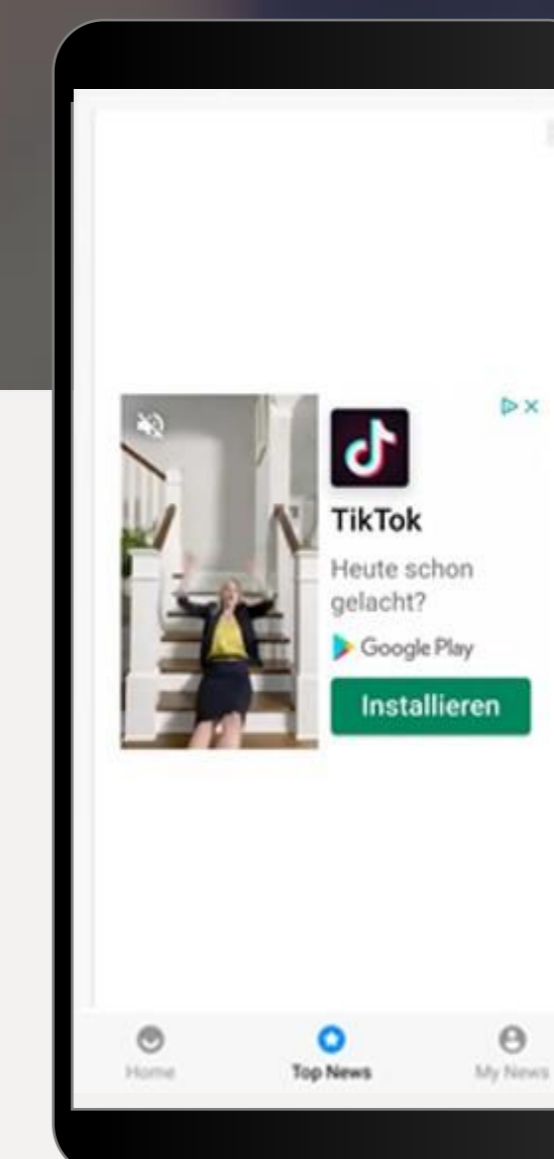 TikTok
Heute schon
gelacht?
Google Play
Installieren
Home
Top News
My News